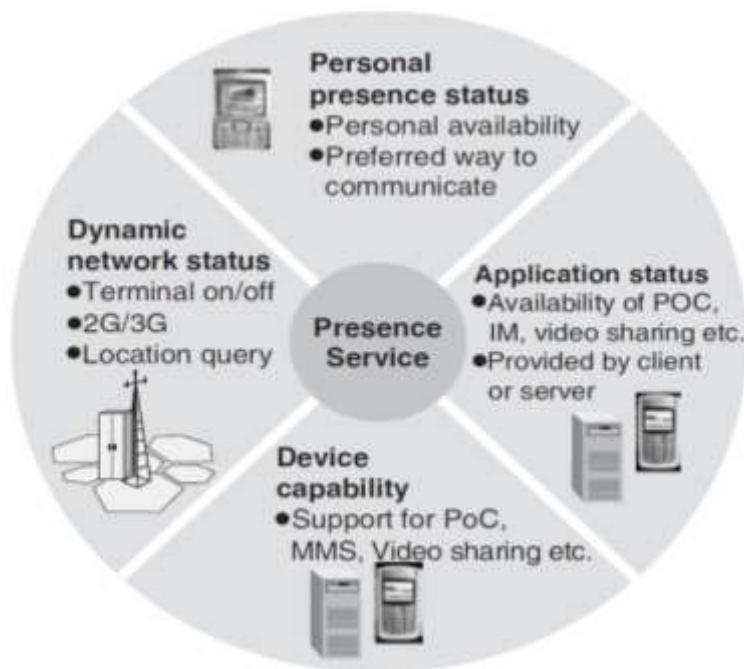 Personal
presence status
●Personal availability
●Preferred way to
communicate
Dynamic
network status
●Terminal on/off
●2G/3G
●Location query
Presence
Service
Application status
●Availability of POC,
IM, video sharing etc.
●Provided by client
or server
Device
capability
●Support for PoC,
MMS, Video sharing etc.